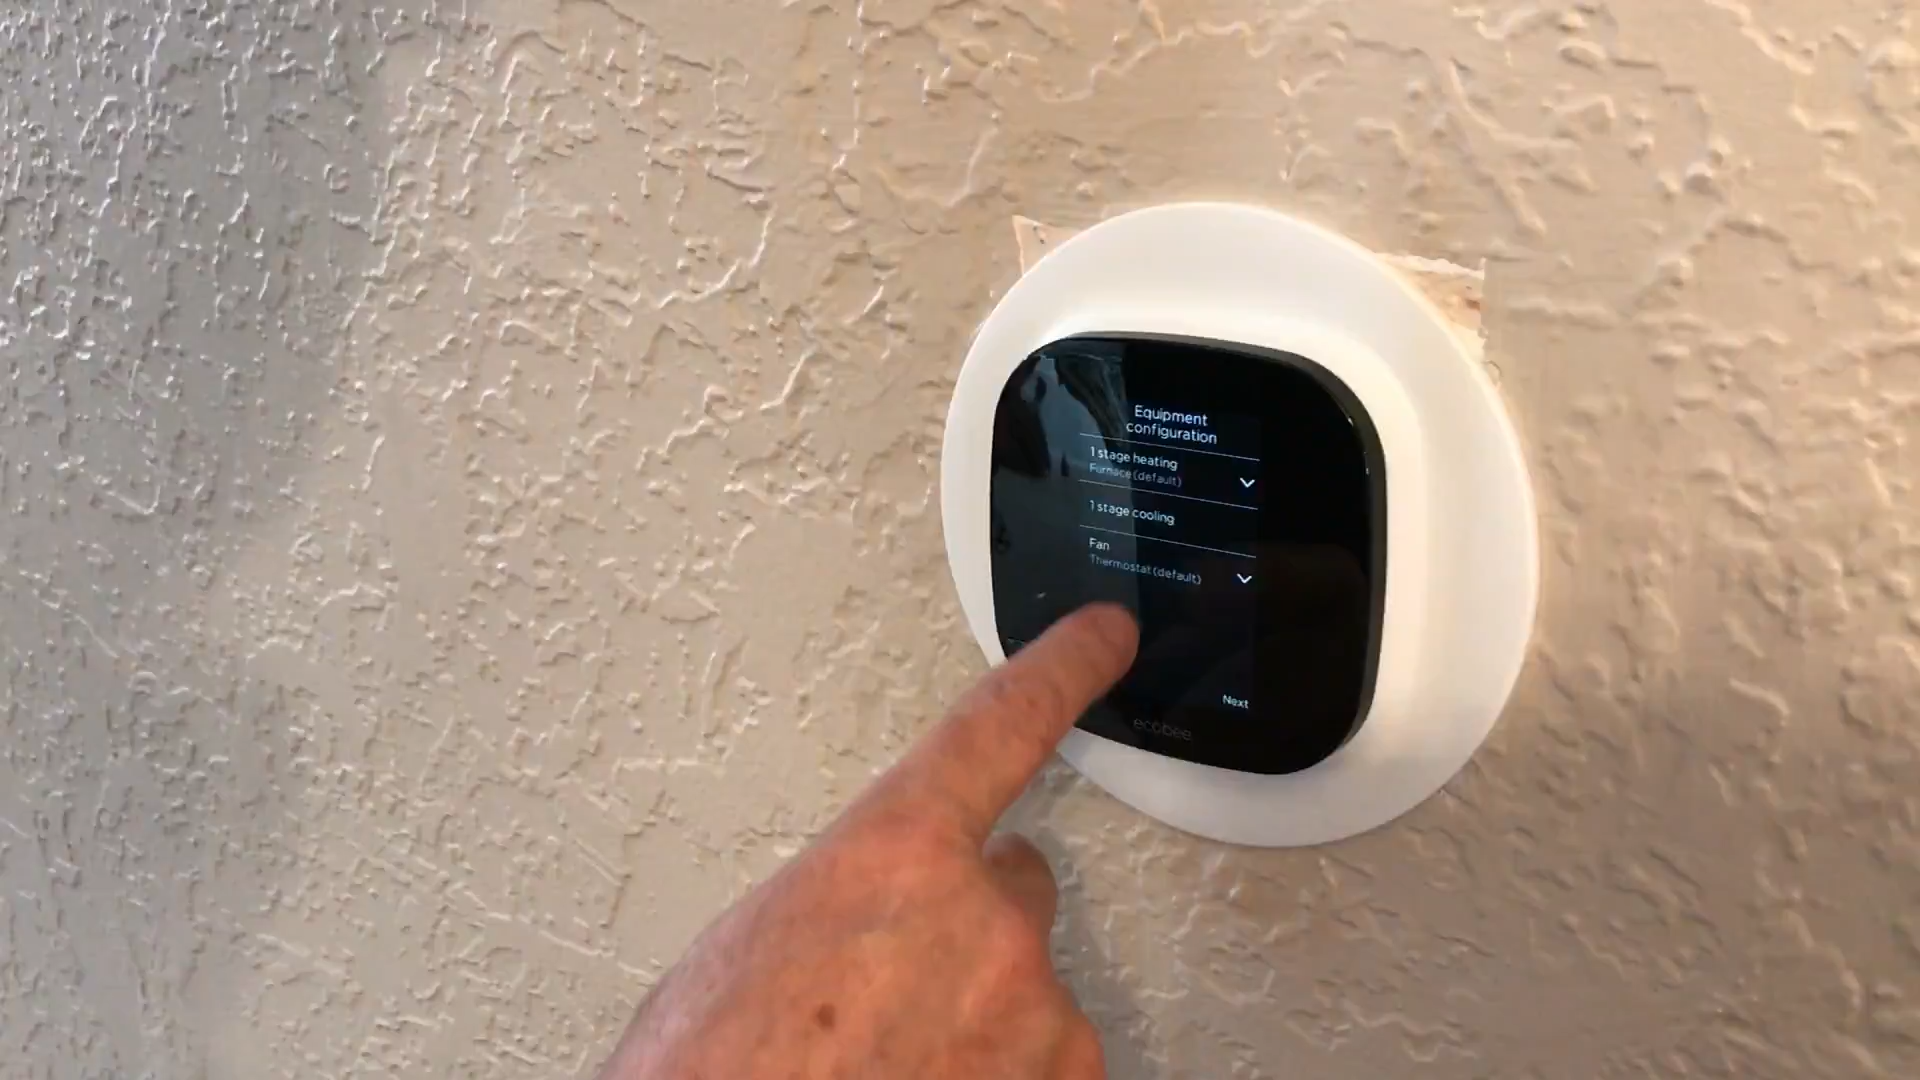 Equipment
configuration
1 stage heating
Furnace (default)
1 stage cooling
Fan
Thermostat (default)
Next
ecobee